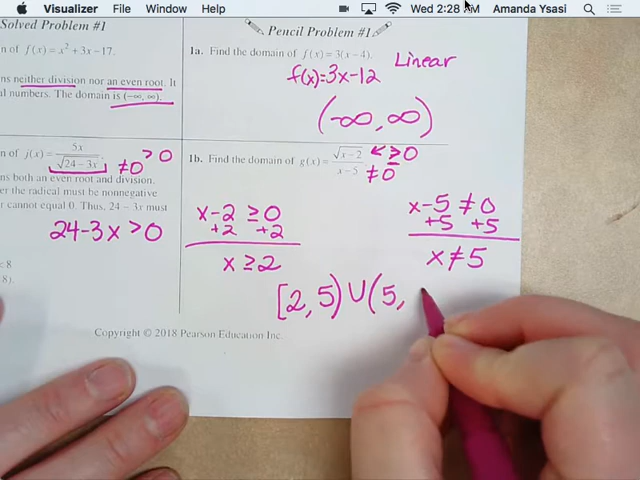 Visualizer File Edit Window Help Wed 2:28 AM Amanda Ysasi
Solved Problem #1
n of f(x) = x² + 3x − 17.
ns neither division nor an even root. It
al numbers. The domain is (−∞, ∞).
n of j(x) = 5x/√(24 − 3x).
≠0 >0
ns both an even root and division,
er the radical must be nonnegative
r cannot equal 0. Thus, 24 − 3x must
24-3x >0
< 8
8).
Pencil Problem #1
1a. Find the domain of f(x) = 3(x − 4).
Linear
f(x)=3x-12
(-∞, ∞)
1b. Find the domain of g(x) = √(x − 2)/(x − 5)
≥0
≠0
x-2 ≥0
+2 +2
x ≥2
x-5 ≠0
+5 +5
x ≠5
[2, 5) ∪ (5,
Copyright © 2018 Pearson Education Inc.